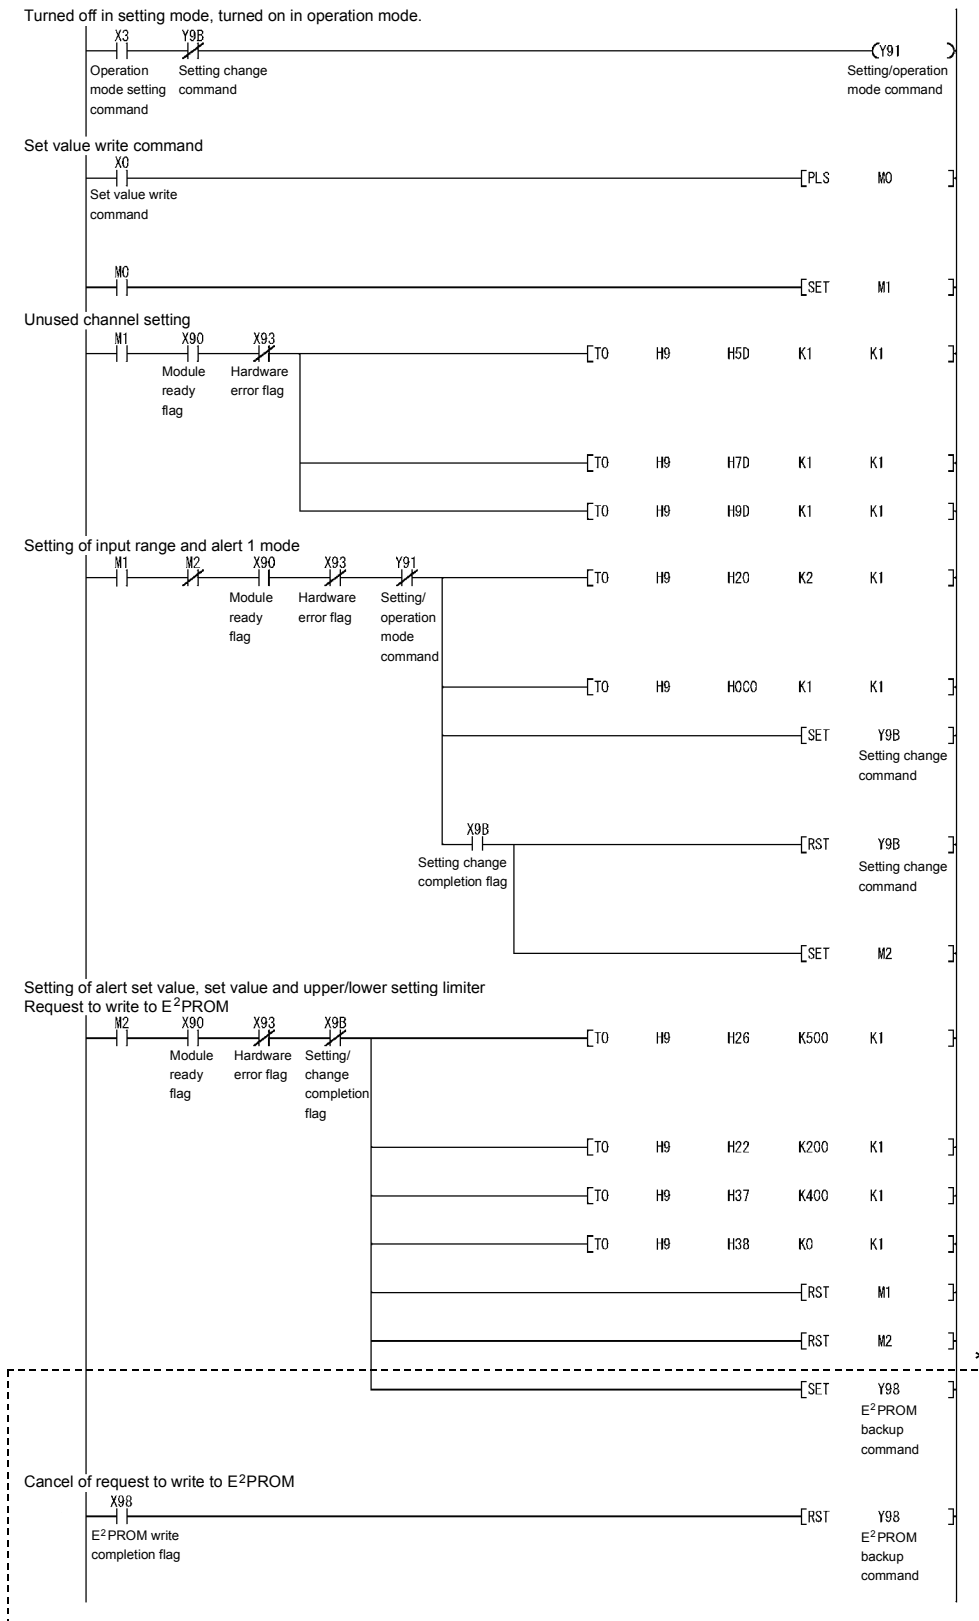 Turned off in setting mode, turned on in operation mode.
X3 Y9B
(Y91 )
Operation Setting change Setting/operation
mode setting command mode command
command
Set value write command
X0
[PLS M0 ]
Set value write
command
M0
[SET M1 ]
Unused channel setting
M1 X90 X93
[TO H9 H5D K1 K1 ]
Module Hardware
ready error flag
flag
[TO H9 H7D K1 K1 ]
[TO H9 H9D K1 K1 ]
Setting of input range and alert 1 mode
M1 M2 X90 X93 Y91
[TO H9 H20 K2 K1 ]
Module Hardware Setting/
ready error flag operation
flag mode
command
[TO H9 H0C0 K1 K1 ]
[SET Y9B ]
Setting change
command
X9B
[RST Y9B ]
Setting change Setting change
completion flag command
[SET M2 ]
Setting of alert set value, set value and upper/lower setting limiter
Request to write to E2PROM
M2 X90 X93 X9B
[TO H9 H26 K500 K1 ]
Module Hardware Setting/
ready error flag change
flag completion
flag
[TO H9 H22 K200 K1 ]
[TO H9 H37 K400 K1 ]
[TO H9 H38 K0 K1 ]
[RST M1 ]
[RST M2 ]
[SET Y98 ]
E2PROM
backup
command
Cancel of request to write to E2PROM
X98
[RST Y98 ]
E2PROM write E2PROM
completion flag backup
command